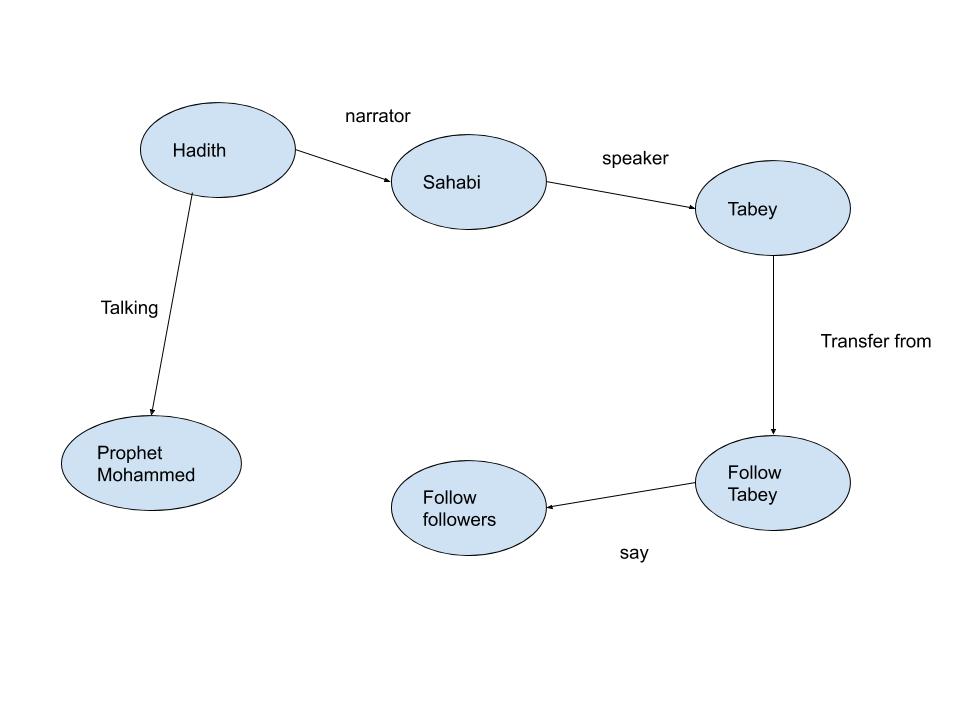 narrator
Hadith
speaker
Sahabi
Tabey
Talking
Transfer from
Prophet
Mohammed
Follow
Tabey
Follow
followers
say